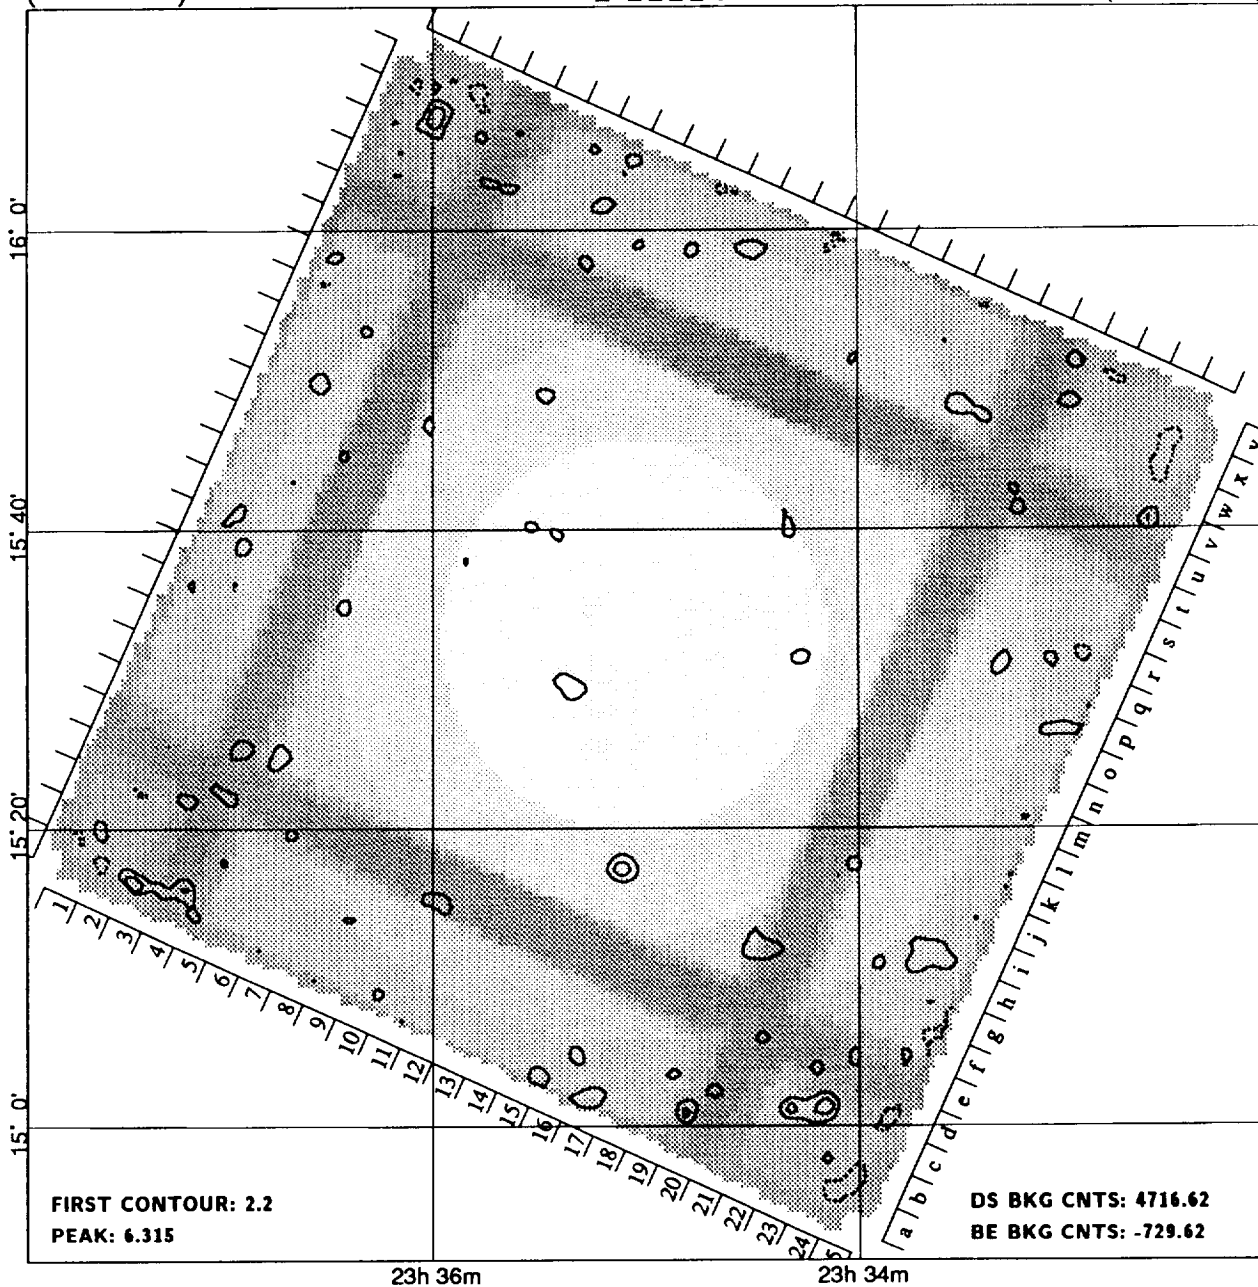 16° 0'
15° 40'
15° 20'
15° 0'
1 2 3 4 5 6 7 8 9 10 11 12 13 14 15 16 17 18 19 20 21 22 23 24
a b c d e f g h i j k l m n o p q r s t u v w x
FIRST CONTOUR: 2.2
PEAK: 6.315
DS BKG CNTS: 4716.62
BE BKG CNTS: -729.62
23h 36m
23h 34m